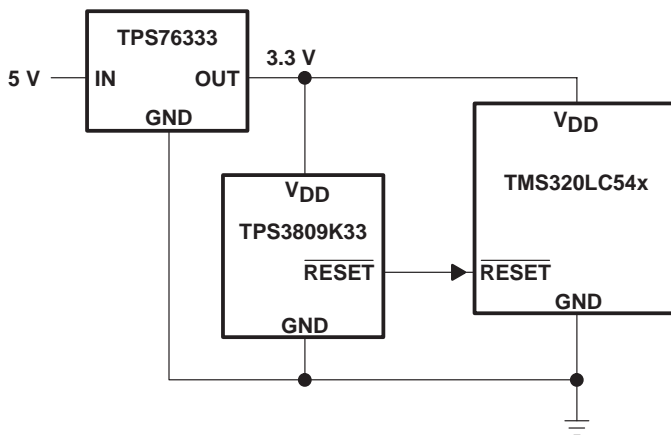 TPS76333
3.3 V
5 V
IN
OUT
GND
VDD
TMS320LC54x
VDD
TPS3809K33
RESET
RESET
GND
GND